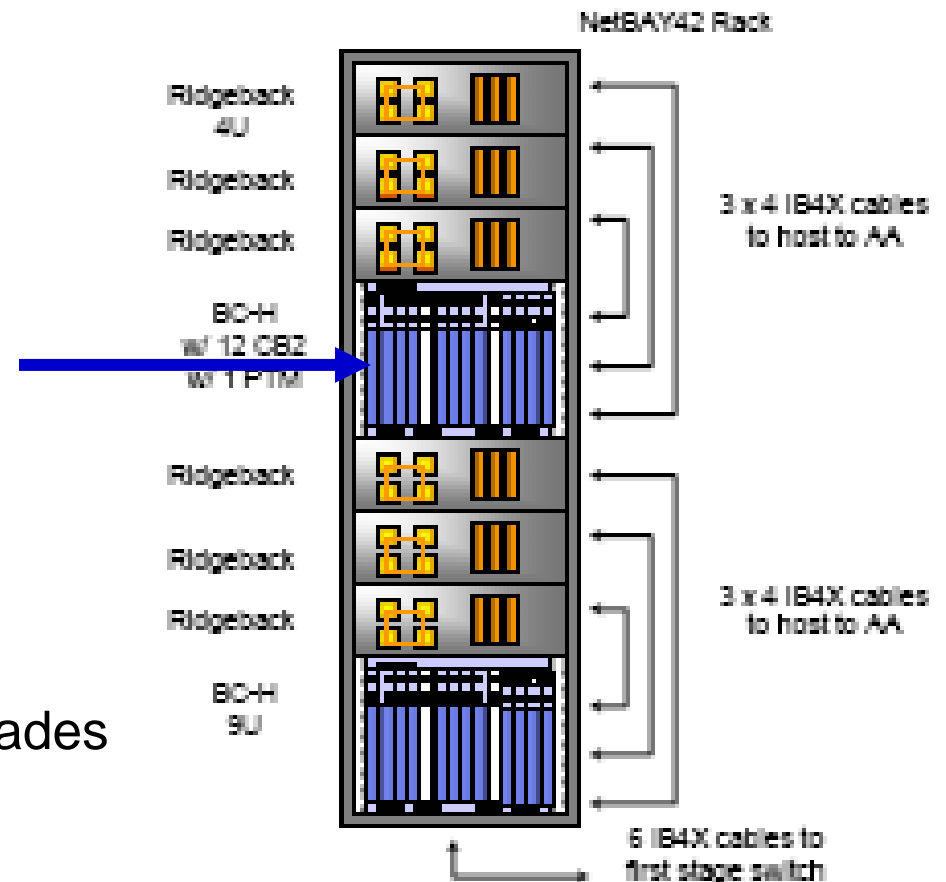 NetBAY42 Rack
Ridgeback
4U
Ridgeback
Ridgeback
3 x 4 IB4X cables
to host to AA
BC-H
w/ 12 CB2
w/ 1 PTM
Ridgeback
Ridgeback
Ridgeback
3 x 4 IB4X cables
to host to AA
BC-H
9U
ades
6 IB4X cables to
first stage switch